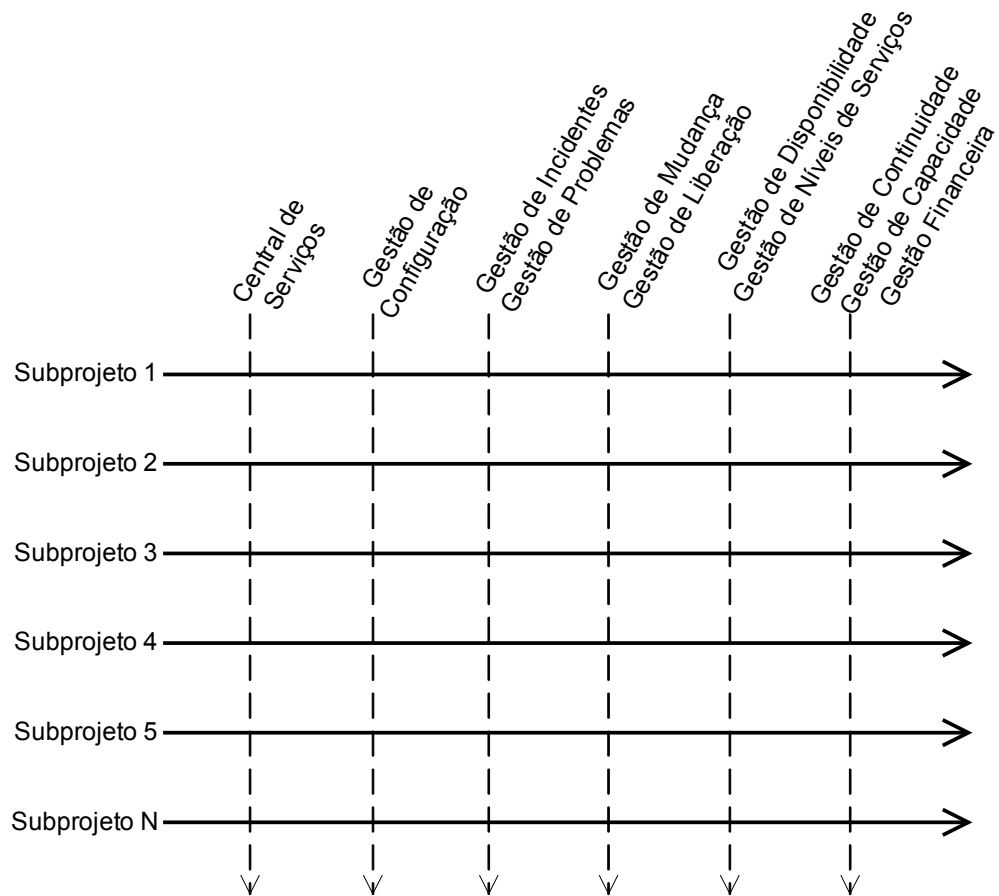 Central de
Serviços
Gestão de
Configuração
Gestão de Incidentes
Gestão de Problemas
Gestão de Mudança
Gestão de Liberação
Gestão de Disponibilidade
Gestão de Níveis de Serviços
Gestão de Continuidade
Gestão de Capacidade
Gestão Financeira
Subprojeto 1
Subprojeto 2
Subprojeto 3
Subprojeto 4
Subprojeto 5
Subprojeto N